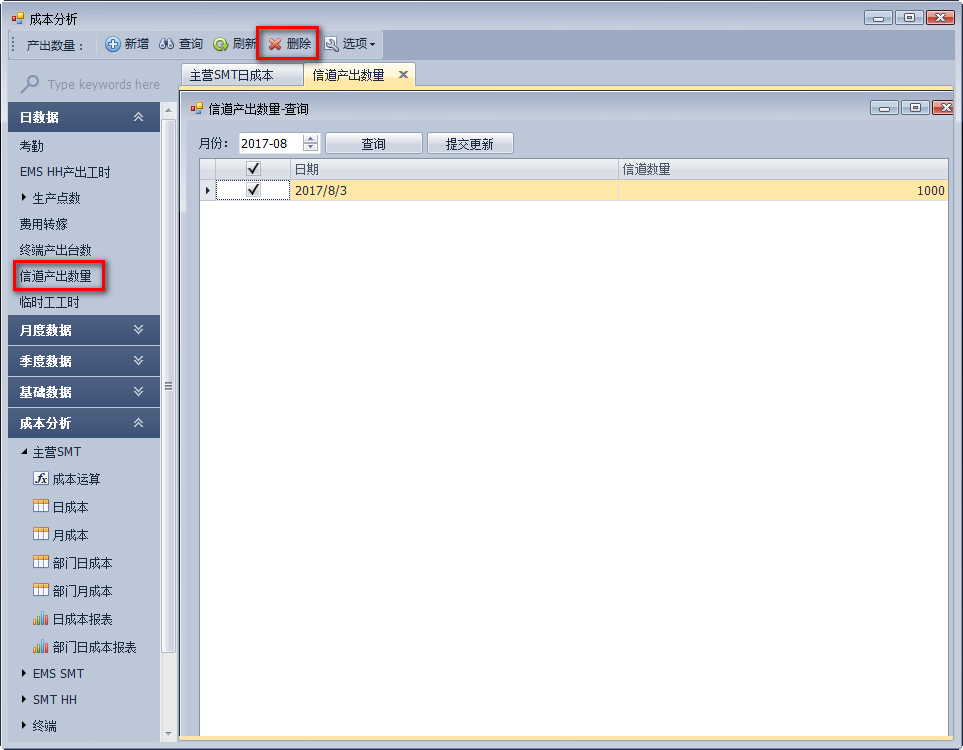 成本分析
产出数量： 新增 查询 刷新 删除 选项
Type keywords here
主营SMT日成本 信道产出数量
日数据
考勤
EMS HH产出工时
生产点数
费用转嫁
终端产出台数
信道产出数量
临时工工时
月度数据
季度数据
基础数据
成本分析
主营SMT
fx 成本运算
日成本
月成本
部门日成本
部门月成本
日成本报表
部门日成本报表
EMS SMT
SMT HH
终端
信道产出数量-查询
月份： 2017-08 查询 提交更新
日期 信道数量
2017/8/3 1000